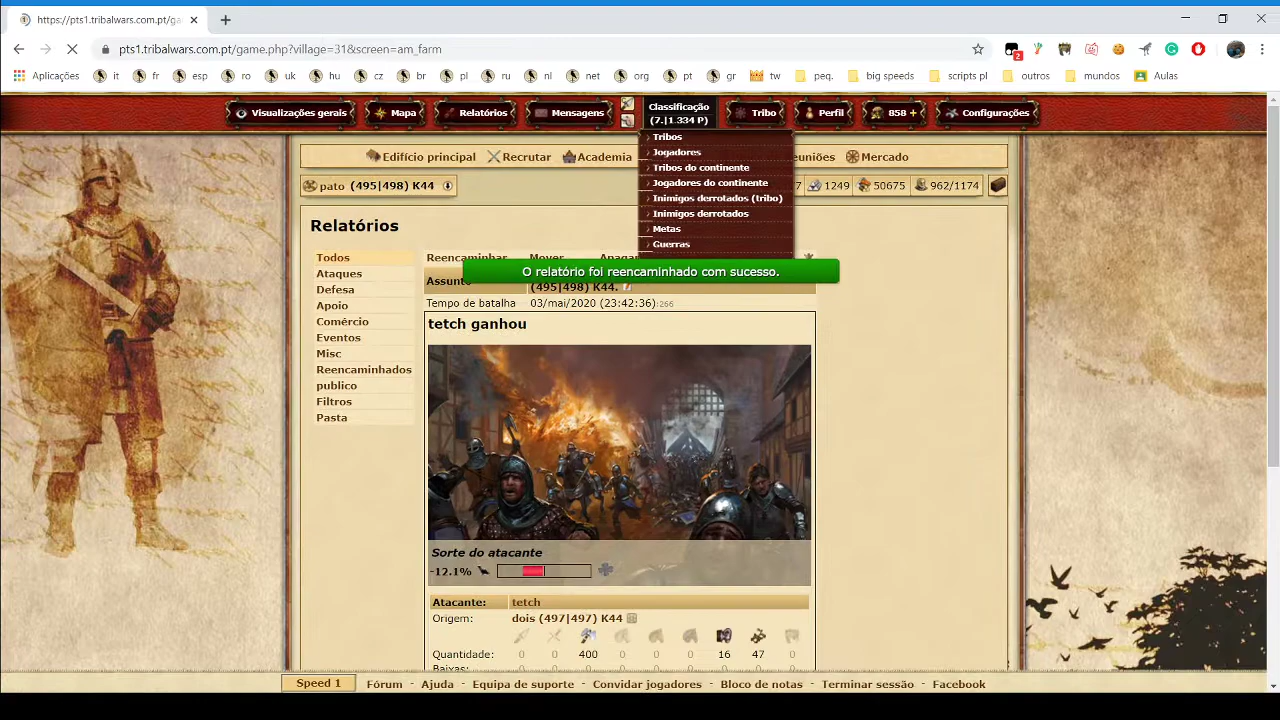 https://pts1.tribalwars.com.pt/ga
pts1.tribalwars.com.pt/game.php?village=31&screen=am_farm
2
Aplicações it fr esp ro uk hu cz br pl ru nl net org pt gr tw peq. big speeds scripts pl outros mundos Aulas
Visualizações gerais Mapa Relatórios Mensagens Classificação Tribo Perfil 858 + Configurações
(7.|1.334 P)
Tribos
Jogadores
Tribos do continente
Jogadores do continente
Inimigos derrotados (tribo)
Inimigos derrotados
Metas
Guerras
Edifício principal Recrutar Academia uniões Mercado
pato (495|498) K44 7 1249 50675 962/1174
Relatórios
Todos
Ataques
Defesa
Apoio
Comércio
Eventos
Misc
Reencaminhados
publico
Filtros
Pasta
Reencaminhar Mover Apagar
O relatório foi reencaminhado com sucesso.
Assunto
(495|498) K44.
Tempo de batalha 03/mai/2020 (23:42:36):266
tetch ganhou
Sorte do atacante
-12.1%
Atacante: tetch
Origem: dois (497|497) K44
Quantidade: 0 0 400 0 0 0 16 47 0
Baixas:
Speed 1 Fórum - Ajuda - Equipa de suporte - Convidar jogadores - Bloco de notas - Terminar sessão - Facebook